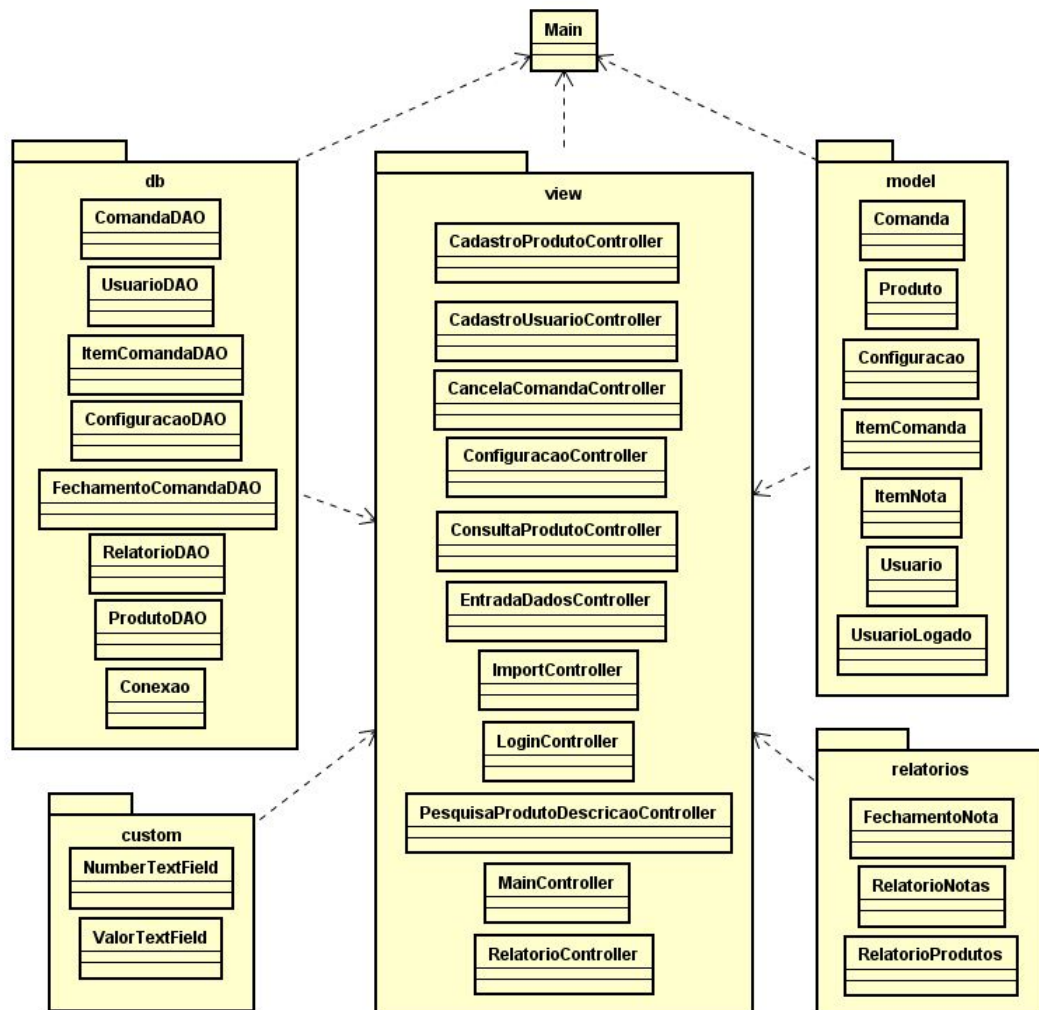 Main
db
ComandaDAO
UsuarioDAO
ItemComandaDAO
ConfiguracaoDAO
FechamentoComandaDAO
RelatorioDAO
ProdutoDAO
Conexao
view
CadastroProdutoController
CadastroUsuarioController
CancelaComandaController
ConfiguracaoController
ConsultaProdutoController
EntradaDadosController
ImportController
LoginController
PesquisaProdutoDescricaoController
MainController
RelatorioController
model
Comanda
Produto
Configuracao
ItemComanda
ItemNota
Usuario
UsuarioLogado
custom
NumberTextField
ValorTextField
relatorios
FechamentoNota
RelatorioNotas
RelatorioProdutos